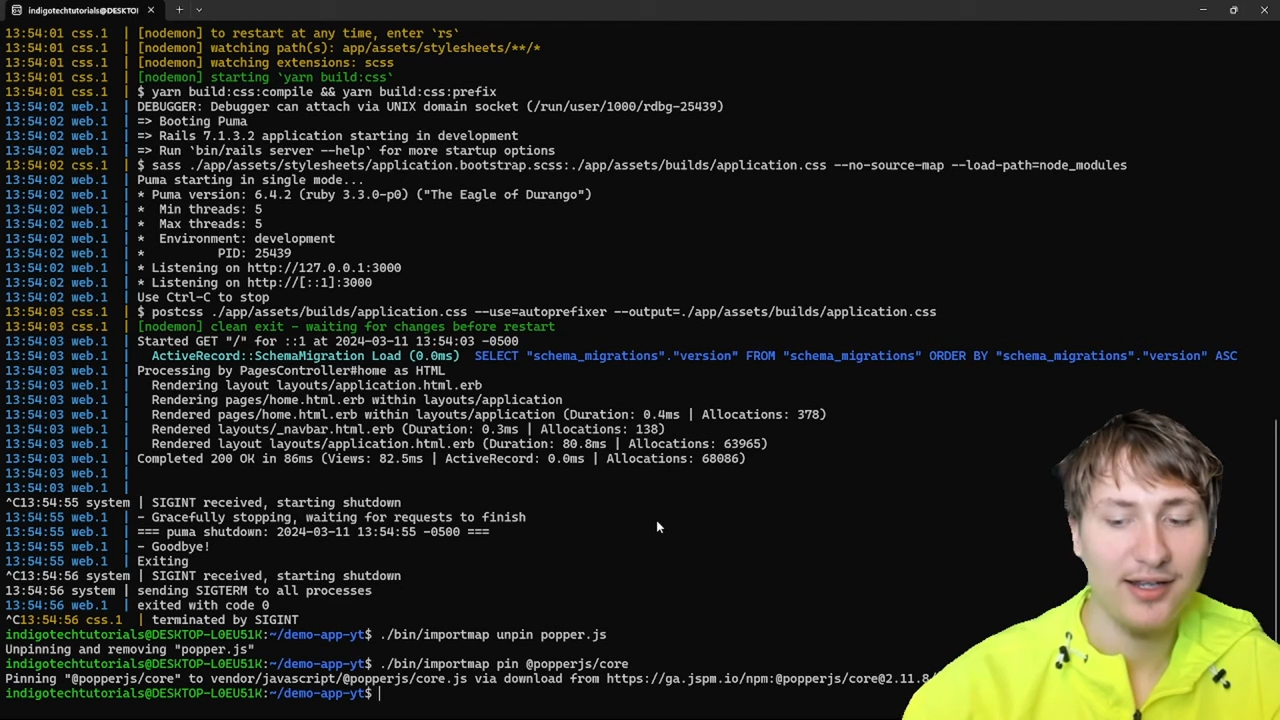 indigotechtutorials@DESKTO
13:54:01 css.1  | [nodemon] to restart at any time, enter `rs`
13:54:01 css.1  | [nodemon] watching path(s): app/assets/stylesheets/**/*
13:54:01 css.1  | [nodemon] watching extensions: scss
13:54:01 css.1  | [nodemon] starting `yarn build:css`
13:54:01 css.1  | $ yarn build:css:compile && yarn build:css:prefix
13:54:02 web.1  | DEBUGGER: Debugger can attach via UNIX domain socket (/run/user/1000/rdbg-25439)
13:54:02 web.1  | => Booting Puma
13:54:02 web.1  | => Rails 7.1.3.2 application starting in development
13:54:02 web.1  | => Run `bin/rails server --help` for more startup options
13:54:02 css.1  | $ sass ./app/assets/stylesheets/application.bootstrap.scss:./app/assets/builds/application.css --no-source-map --load-path=node_modules
13:54:02 web.1  | Puma starting in single mode...
13:54:02 web.1  | * Puma version: 6.4.2 (ruby 3.3.0-p0) ("The Eagle of Durango")
13:54:02 web.1  | *  Min threads: 5
13:54:02 web.1  | *  Max threads: 5
13:54:02 web.1  | *  Environment: development
13:54:02 web.1  | *          PID: 25439
13:54:02 web.1  | * Listening on http://127.0.0.1:3000
13:54:02 web.1  | * Listening on http://[::1]:3000
13:54:02 web.1  | Use Ctrl-C to stop
13:54:03 css.1  | $ postcss ./app/assets/builds/application.css --use=autoprefixer --output=./app/assets/builds/application.css
13:54:03 css.1  | [nodemon] clean exit - waiting for changes before restart
13:54:03 web.1  | Started GET "/" for ::1 at 2024-03-11 13:54:03 -0500
13:54:03 web.1  |   ActiveRecord::SchemaMigration Load (0.0ms)  SELECT "schema_migrations"."version" FROM "schema_migrations" ORDER BY "schema_migrations"."version" ASC
13:54:03 web.1  | Processing by PagesController#home as HTML
13:54:03 web.1  |   Rendering layout layouts/application.html.erb
13:54:03 web.1  |   Rendering pages/home.html.erb within layouts/application
13:54:03 web.1  |   Rendered pages/home.html.erb within layouts/application (Duration: 0.4ms | Allocations: 378)
13:54:03 web.1  |   Rendered layouts/_navbar.html.erb (Duration: 0.3ms | Allocations: 138)
13:54:03 web.1  |   Rendered layout layouts/application.html.erb (Duration: 80.8ms | Allocations: 63965)
13:54:03 web.1  | Completed 200 OK in 86ms (Views: 82.5ms | ActiveRecord: 0.0ms | Allocations: 68086)
13:54:03 web.1  |
13:54:03 web.1  |
^C13:54:55 system | SIGINT received, starting shutdown
13:54:55 web.1  | - Gracefully stopping, waiting for requests to finish
13:54:55 web.1  | === puma shutdown: 2024-03-11 13:54:55 -0500 ===
13:54:55 web.1  | - Goodbye!
13:54:55 web.1  | Exiting
^C13:54:56 system | SIGINT received, starting shutdown
13:54:56 system | sending SIGTERM to all processes
13:54:56 web.1  | exited with code 0
^C13:54:56 css.1  | terminated by SIGINT
indigotechtutorials@DESKTOP-L0EU51K:~/demo-app-yt$ ./bin/importmap unpin popper.js
Unpinning and removing "popper.js"
indigotechtutorials@DESKTOP-L0EU51K:~/demo-app-yt$ ./bin/importmap pin @popperjs/core
Pinning "@popperjs/core" to vendor/javascript/@popperjs/core.js via download from https://ga.jspm.io/npm:@popperjs/core@2.11.8/
indigotechtutorials@DESKTOP-L0EU51K:~/demo-app-yt$